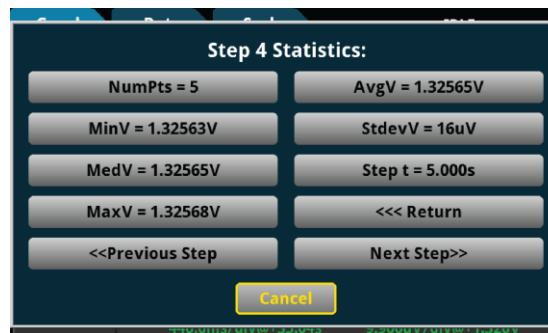 Step 4 Statistics:
NumPts = 5
AvgV = 1.32565V
MinV = 1.32563V
StdevV = 16uV
MedV = 1.32565V
Step t = 5.000s
MaxV = 1.32568V
<<< Return
<<Previous Step
Next Step>>
Cancel